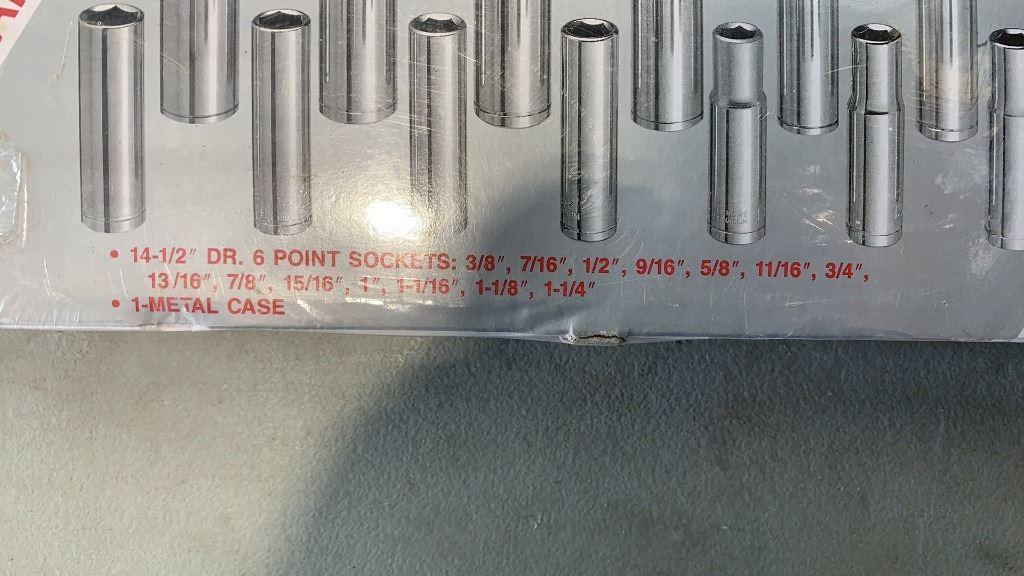 • 14-1/2" DR. 6 POINT SOCKETS: 3/8", 7/16", 1/2", 9/16", 5/8", 11/16", 3/4",
13/16", 7/8", 15/16", 1", 1-1/16", 1-1/8", 1-1/4"
• 1-METAL CASE